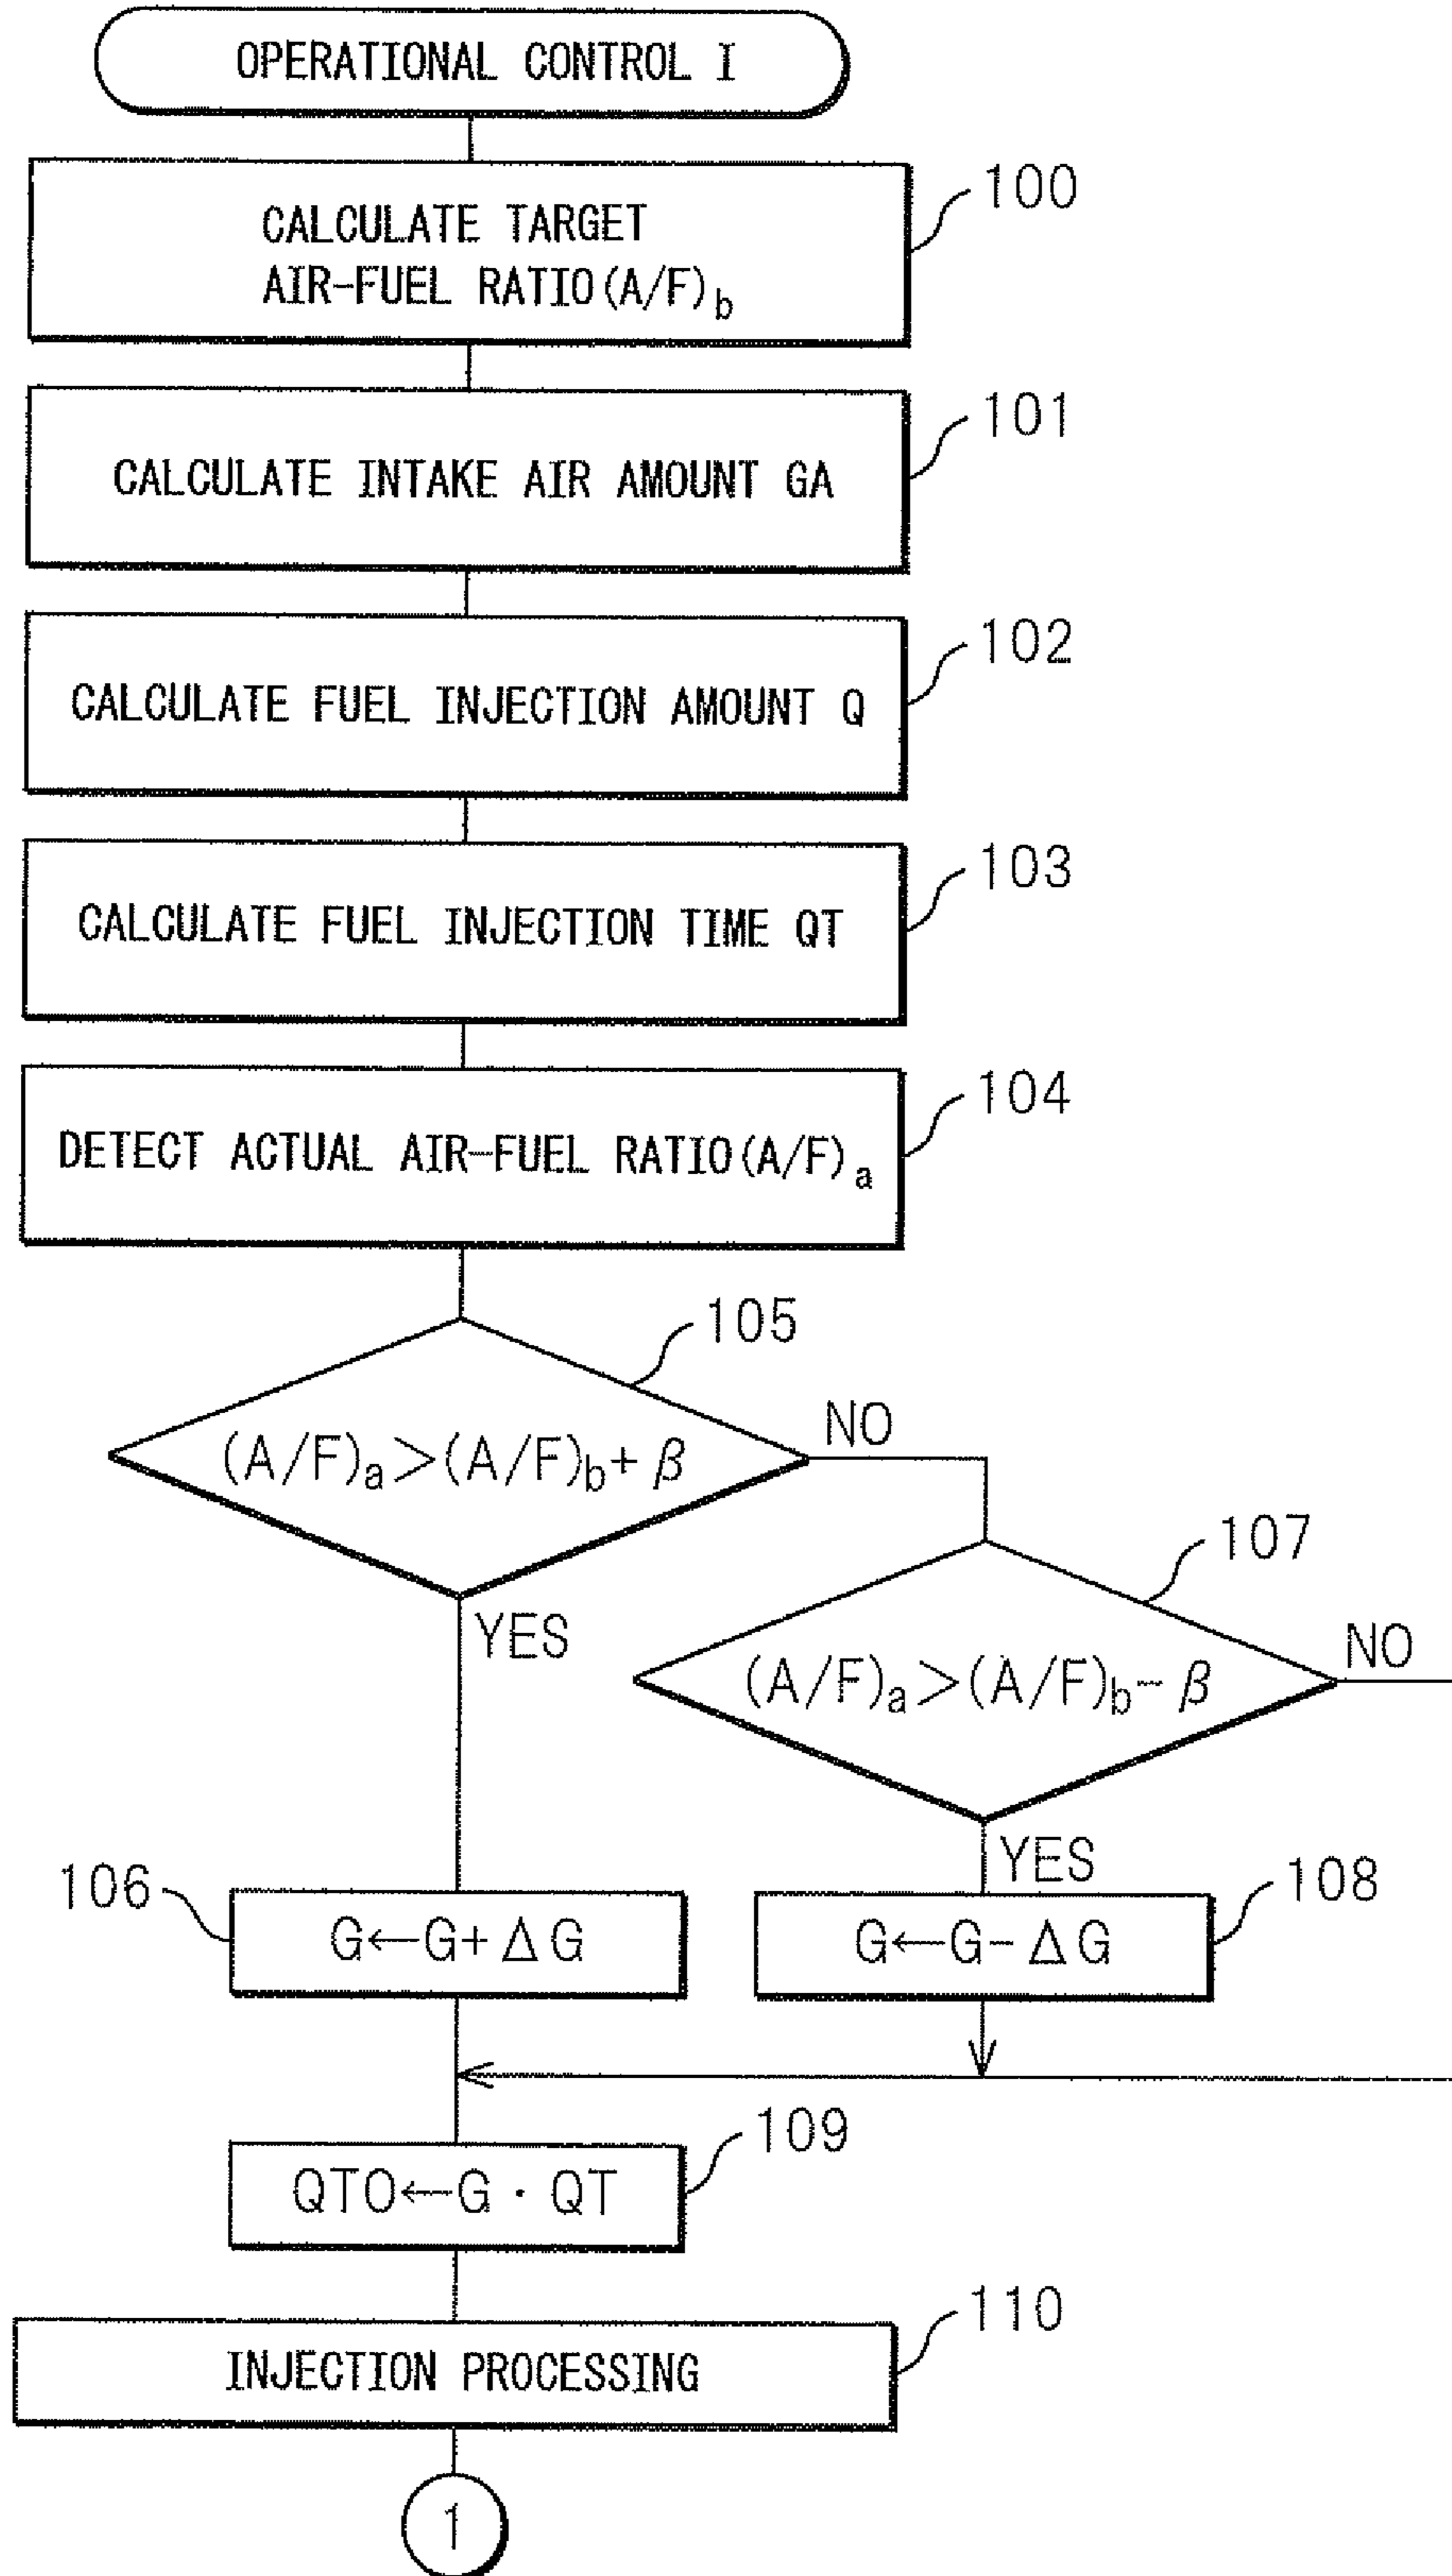 OPERATIONAL CONTROL I
100
CALCULATE TARGET
AIR-FUEL RATIO(A/F)b
101
CALCULATE INTAKE AIR AMOUNT GA
102
CALCULATE FUEL INJECTION AMOUNT Q
103
CALCULATE FUEL INJECTION TIME QT
104
DETECT ACTUAL AIR-FUEL RATIO(A/F)a
105
(A/F)a>(A/F)b+β
NO
YES
107
(A/F)a>(A/F)b-β
NO
YES
106
G←G+ΔG
108
G←G-ΔG
109
QTO←G・QT
110
INJECTION PROCESSING
1